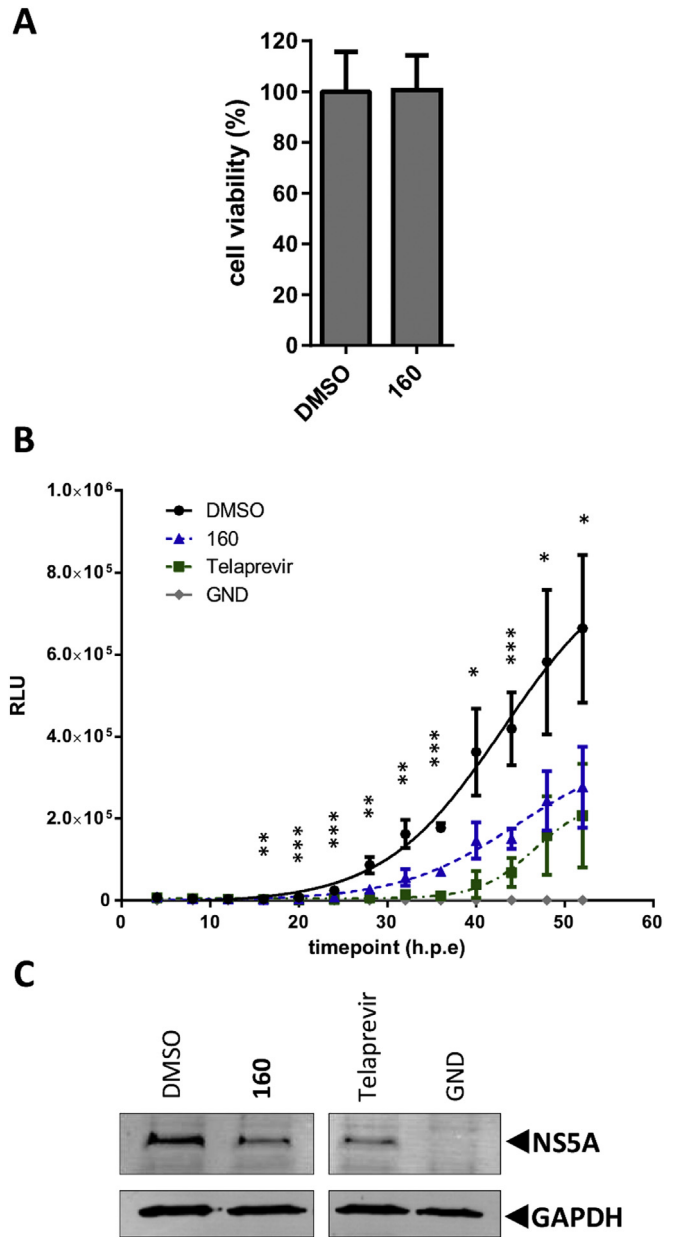 A
cell viability (%)
120
100
80
60
40
20
0
DMSO
160
B
RLU
1.0×10⁶
8.0×10⁵
6.0×10⁵
4.0×10⁵
2.0×10⁵
0
DMSO
160
Telaprevir
GND
** *** *** ** ** *** * *** * *
0 10 20 30 40 50 60
timepoint (h.p.e)
C
DMSO
160
Telaprevir
GND
NS5A
GAPDH